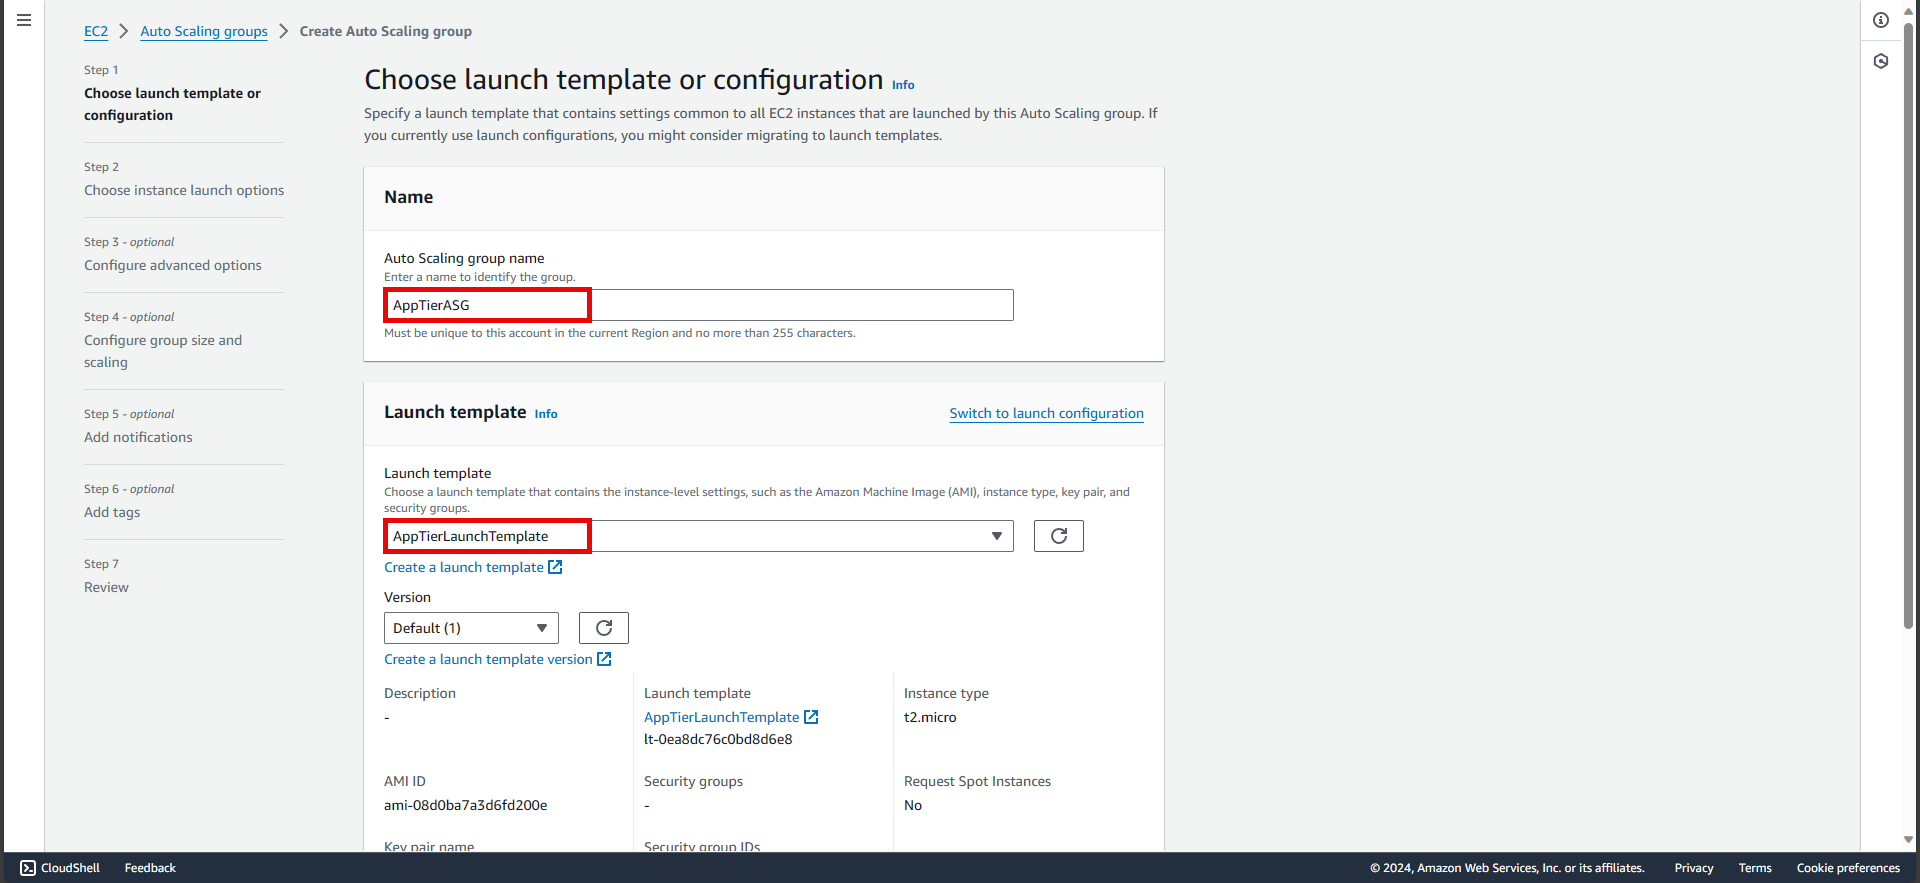 EC2 > Auto Scaling groups > Create Auto Scaling group
Step 1
Choose launch template or
configuration
Step 2
Choose instance launch options
Step 3 - optional
Configure advanced options
Step 4 - optional
Configure group size and
scaling
Step 5 - optional
Add notifications
Step 6 - optional
Add tags
Step 7
Review
Choose launch template or configuration Info
Specify a launch template that contains settings common to all EC2 instances that are launched by this Auto Scaling group. If
you currently use launch configurations, you might consider migrating to launch templates.
Name
Auto Scaling group name
Enter a name to identify the group.
AppTierASG
Must be unique to this account in the current Region and no more than 255 characters.
Launch template Info
Switch to launch configuration
Launch template
Choose a launch template that contains the instance-level settings, such as the Amazon Machine Image (AMI), instance type, key pair, and
security groups.
AppTierLaunchTemplate
Create a launch template
Version
Default (1)
Create a launch template version
Description
-
Launch template
AppTierLaunchTemplate
lt-0ea8dc76c0bd8d6e8
Instance type
t2.micro
AMI ID
ami-08d0ba7a3d6fd200e
Security groups
-
Request Spot Instances
No
Key pair name
Security group IDs
CloudShell Feedback
© 2024, Amazon Web Services, Inc. or its affiliates. Privacy Terms Cookie preferences